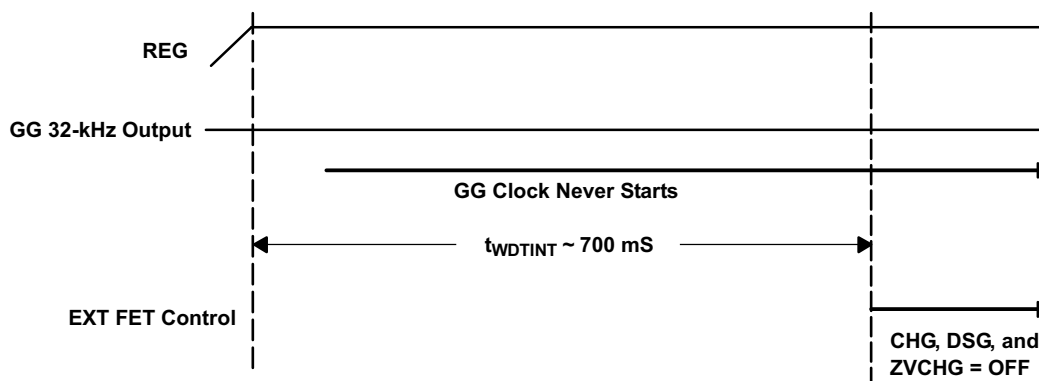 REG
GG 32-kHz Output
GG Clock Never Starts
tWDTINT ~ 700 mS
EXT FET Control
CHG, DSG, and
ZVCHG = OFF